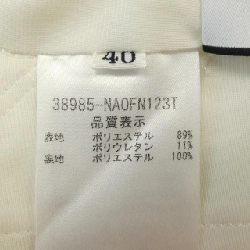 40
38985-NAOFN123T
品質表示
表地 ポリエステル 89%
ポリウレタン 11%
裏地 ポリエステル 100%